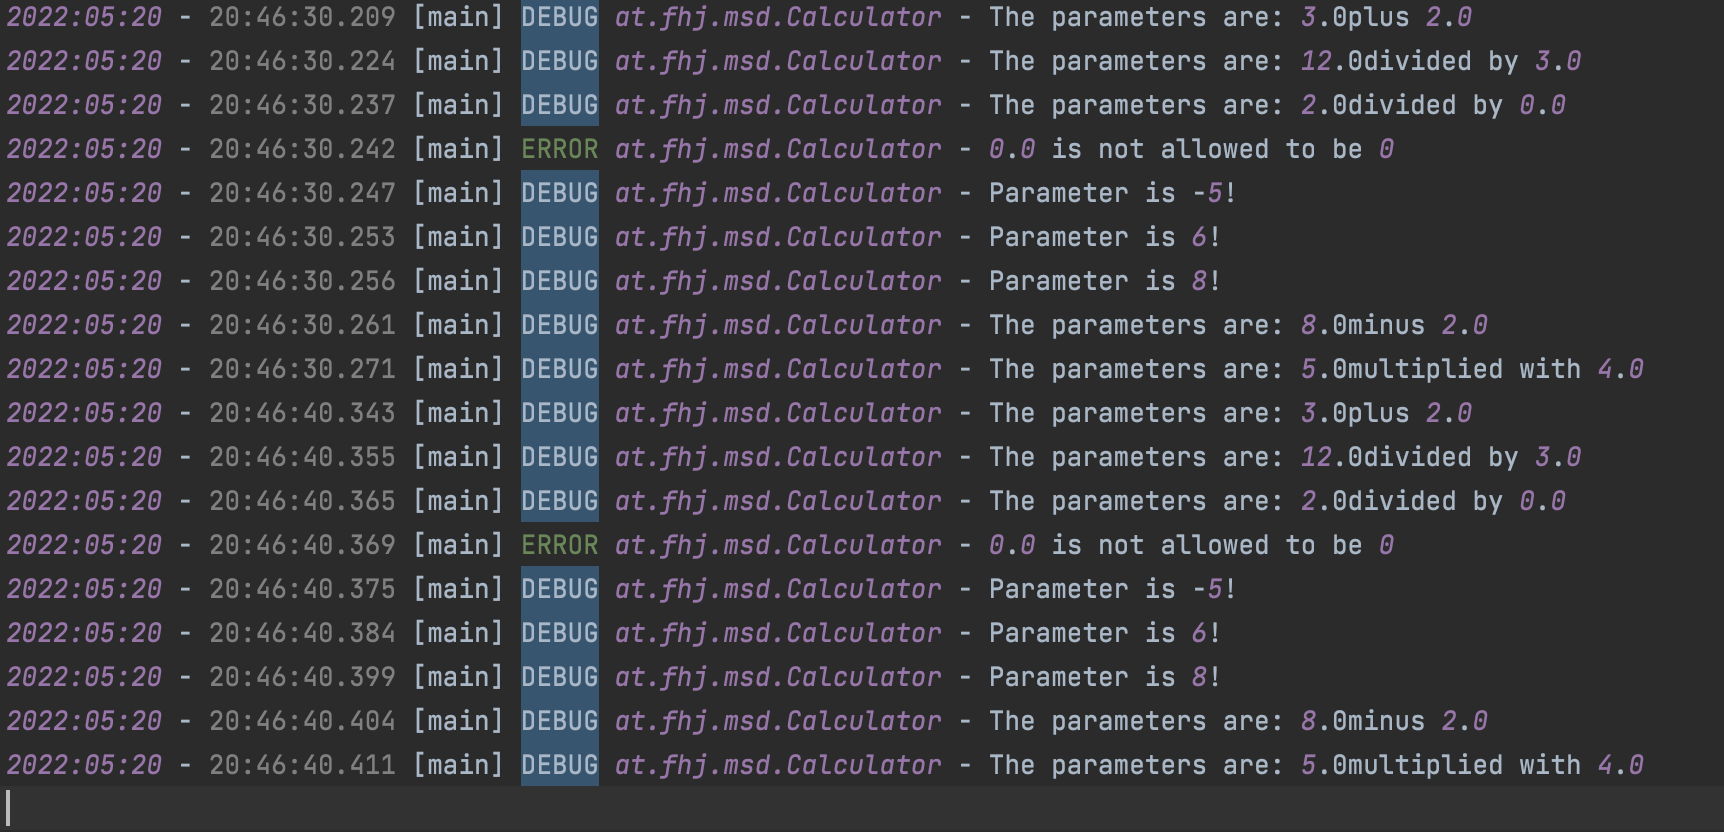 2022:05:20 - 20:46:30.209 [main] DEBUG at.fhj.msd.Calculator - The parameters are: 3.0plus 2.0
2022:05:20 - 20:46:30.224 [main] DEBUG at.fhj.msd.Calculator - The parameters are: 12.0divided by 3.0
2022:05:20 - 20:46:30.237 [main] DEBUG at.fhj.msd.Calculator - The parameters are: 2.0divided by 0.0
2022:05:20 - 20:46:30.242 [main] ERROR at.fhj.msd.Calculator - 0.0 is not allowed to be 0
2022:05:20 - 20:46:30.247 [main] DEBUG at.fhj.msd.Calculator - Parameter is -5!
2022:05:20 - 20:46:30.253 [main] DEBUG at.fhj.msd.Calculator - Parameter is 6!
2022:05:20 - 20:46:30.256 [main] DEBUG at.fhj.msd.Calculator - Parameter is 8!
2022:05:20 - 20:46:30.261 [main] DEBUG at.fhj.msd.Calculator - The parameters are: 8.0minus 2.0
2022:05:20 - 20:46:30.271 [main] DEBUG at.fhj.msd.Calculator - The parameters are: 5.0multiplied with 4.0
2022:05:20 - 20:46:40.343 [main] DEBUG at.fhj.msd.Calculator - The parameters are: 3.0plus 2.0
2022:05:20 - 20:46:40.355 [main] DEBUG at.fhj.msd.Calculator - The parameters are: 12.0divided by 3.0
2022:05:20 - 20:46:40.365 [main] DEBUG at.fhj.msd.Calculator - The parameters are: 2.0divided by 0.0
2022:05:20 - 20:46:40.369 [main] ERROR at.fhj.msd.Calculator - 0.0 is not allowed to be 0
2022:05:20 - 20:46:40.375 [main] DEBUG at.fhj.msd.Calculator - Parameter is -5!
2022:05:20 - 20:46:40.384 [main] DEBUG at.fhj.msd.Calculator - Parameter is 6!
2022:05:20 - 20:46:40.399 [main] DEBUG at.fhj.msd.Calculator - Parameter is 8!
2022:05:20 - 20:46:40.404 [main] DEBUG at.fhj.msd.Calculator - The parameters are: 8.0minus 2.0
2022:05:20 - 20:46:40.411 [main] DEBUG at.fhj.msd.Calculator - The parameters are: 5.0multiplied with 4.0